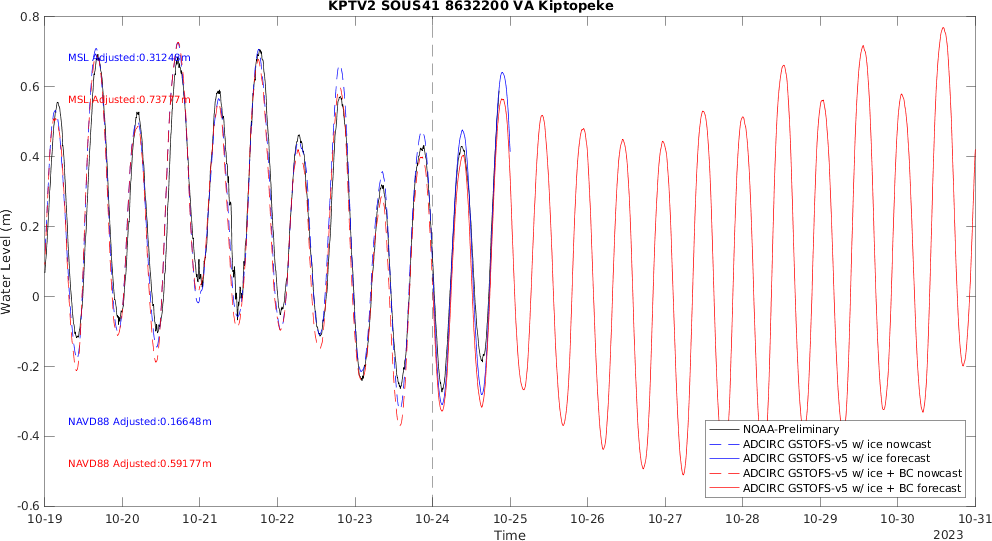 KPTV2 SOUS41 8632200 VA Kiptopeke
0.8
0.6
0.4
0.2
0
-0.2
-0.4
-0.6
Water Level (m)
MSL Adjusted:0.31248m
MSL Adjusted:0.73777m
NAVD88 Adjusted:0.16648m
NAVD88 Adjusted:0.59177m
NOAA-Preliminary
ADCIRC GSTOFS-v5 w/ ice nowcast
ADCIRC GSTOFS-v5 w/ ice forecast
ADCIRC GSTOFS-v5 w/ ice + BC nowcast
ADCIRC GSTOFS-v5 w/ ice + BC forecast
10-19 10-20 10-21 10-22 10-23 10-24 10-25 10-26 10-27 10-28 10-29 10-30 10-31
Time
2023